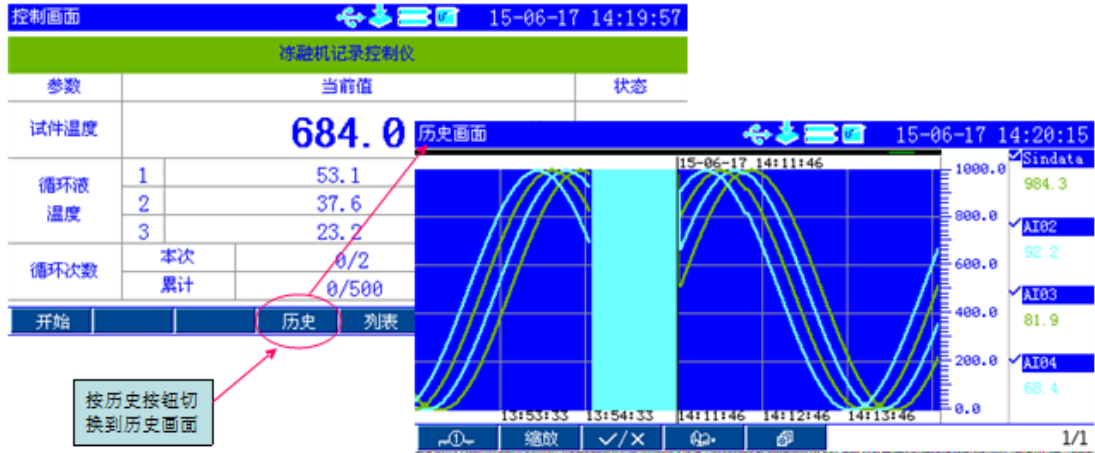 控制画面 15-06-17 14:19:57
冻融机记录控制仪
参数 当前值 状态
试件温度 684.0
循环液温度 1 53.1
2 37.6
3 23.2
循环次数 本次 0/2
累计 0/500
开始 历史 列表
按历史按钮切
换到历史画面
历史画面 15-06-17 14:20:15
15-06-17 14:11:46
1000.0
800.0
600.0
400.0
200.0
0.0
13:53:33 13:54:33 14:11:46 14:12:46 14:13:46
Sindata
984.3
AI02
92.2
AI03
81.9
AI04
68.4
① 缩放 ✓/✕
1/1